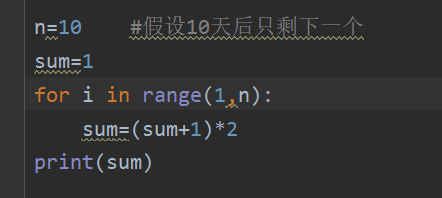 n=10    #假设10天后只剩下一个
sum=1
for i in range(1,n):
    sum=(sum+1)*2
print(sum)